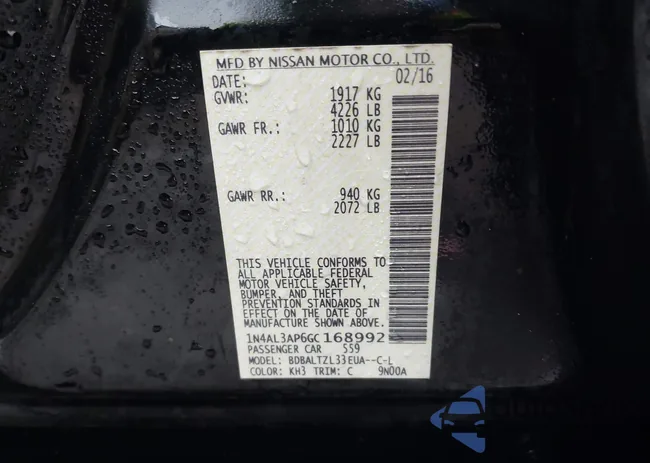 MFD BY NISSAN MOTOR CO., LTD.
DATE: 02/16
GVWR: 1917 KG
4226 LB
GAWR FR.: 1010 KG
2227 LB
GAWR RR.: 940 KG
2072 LB
THIS VEHICLE CONFORMS TO
ALL APPLICABLE FEDERAL
MOTOR VEHICLE SAFETY,
BUMPER, AND THEFT
PREVENTION STANDARDS IN
EFFECT ON THE DATE OF
MANUFACTURE SHOWN ABOVE.
1N4AL3AP6GC168992
PASSENGER CAR 559
MODEL: BDBALTZL33EUA--C-L
COLOR: KH3 TRIM: C 9N00A